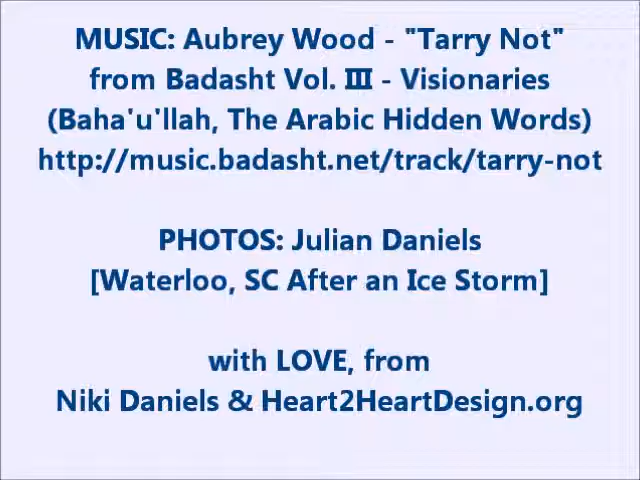 MUSIC: Aubrey Wood - "Tarry Not"
from Badasht Vol. III - Visionaries
(Baha'u'llah, The Arabic Hidden Words)
http://music.badasht.net/track/tarry-not
PHOTOS: Julian Daniels
[Waterloo, SC After an Ice Storm]
with LOVE, from
Niki Daniels & Heart2HeartDesign.org